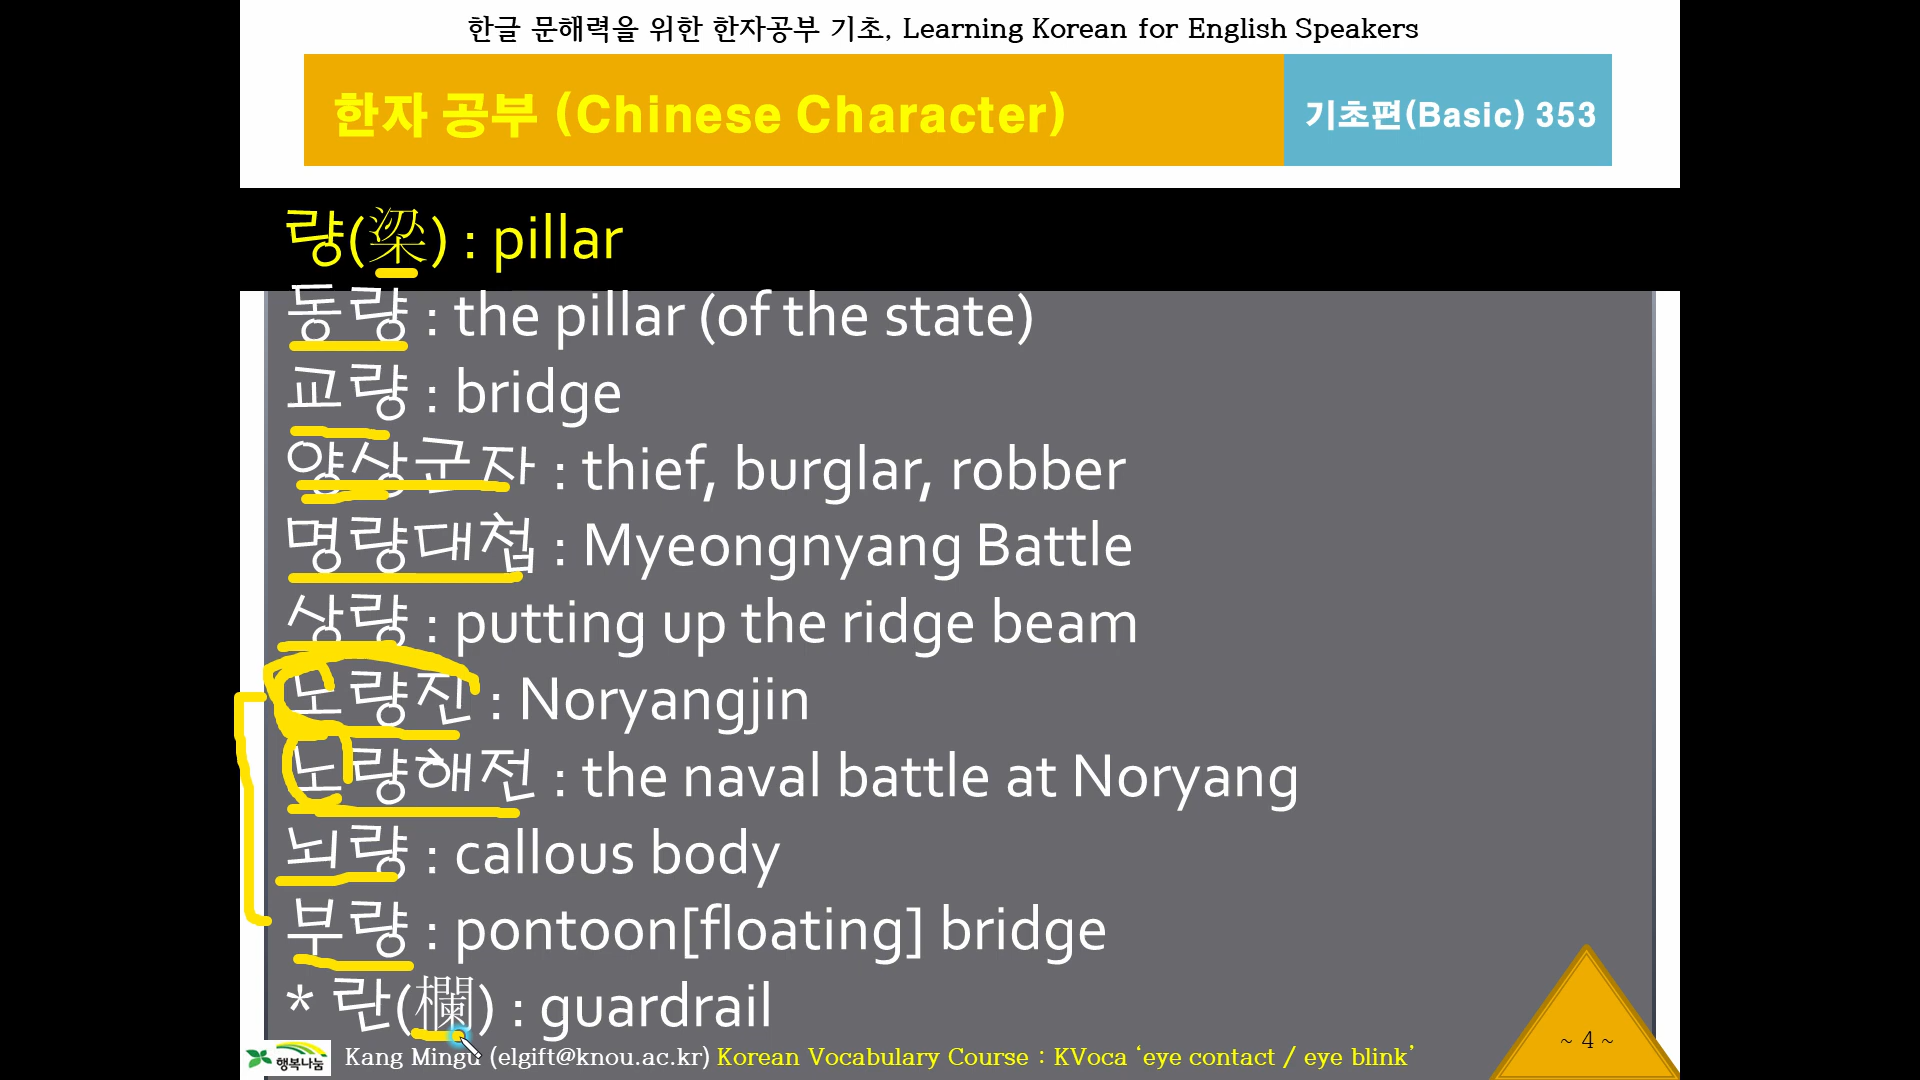 한글 문해력을 위한 한자공부 기초, Learning Korean for English Speakers
한자 공부 (Chinese Character)
기초편(Basic) 353
량(梁) : pillar
동량 : the pillar (of the state)
교량 : bridge
양상군자 : thief, burglar, robber
명량대첩 : Myeongnyang Battle
상량 : putting up the ridge beam
노량진 : Noryangjin
노량해전 : the naval battle at Noryang
뇌량 : callous body
부량 : pontoon[floating] bridge
* 란(欄) : guardrail
행복나눔
Kang Mingu (elgift@knou.ac.kr) Korean Vocabulary Course : KVoca ‘eye contact / eye blink’
~ 4 ~